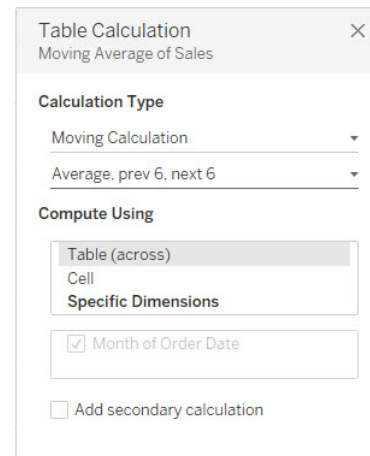 Table Calculation
Moving Average of Sales
Calculation Type
Moving Calculation
Average, prev 6, next 6
Compute Using
Table (across)
Cell
Specific Dimensions
Month of Order Date
Add secondary calculation